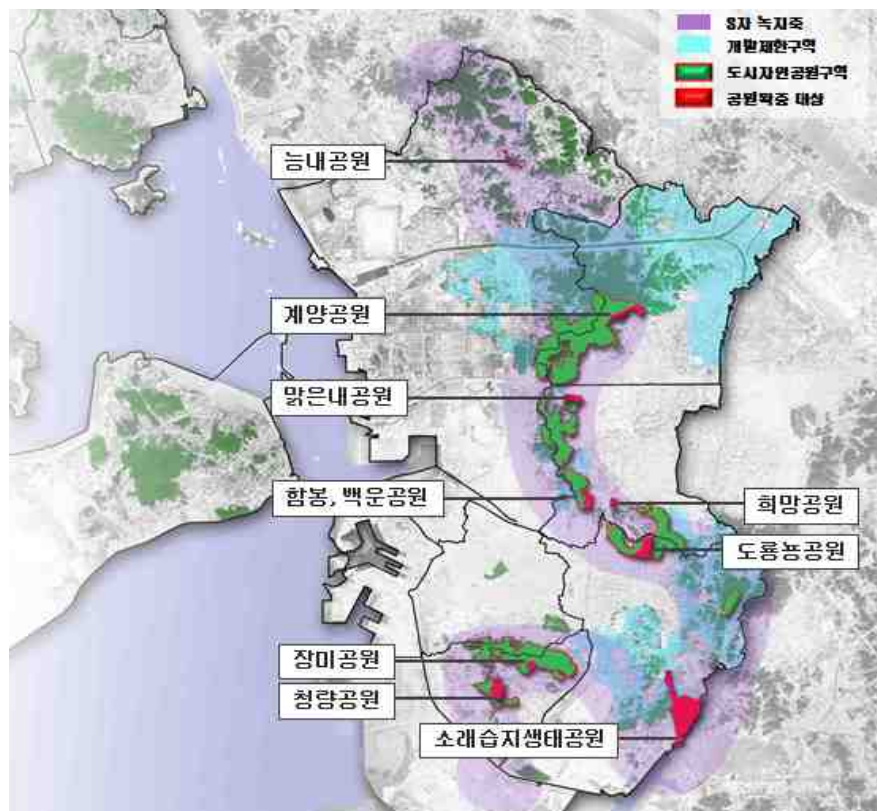 S자 녹지축
개발제한구역
도시자연공원구역
공원확충 대상
능내공원
계양공원
맑은내공원
함봉, 백운공원
희망공원
도룡뇽공원
장미공원
청량공원
소래습지생태공원